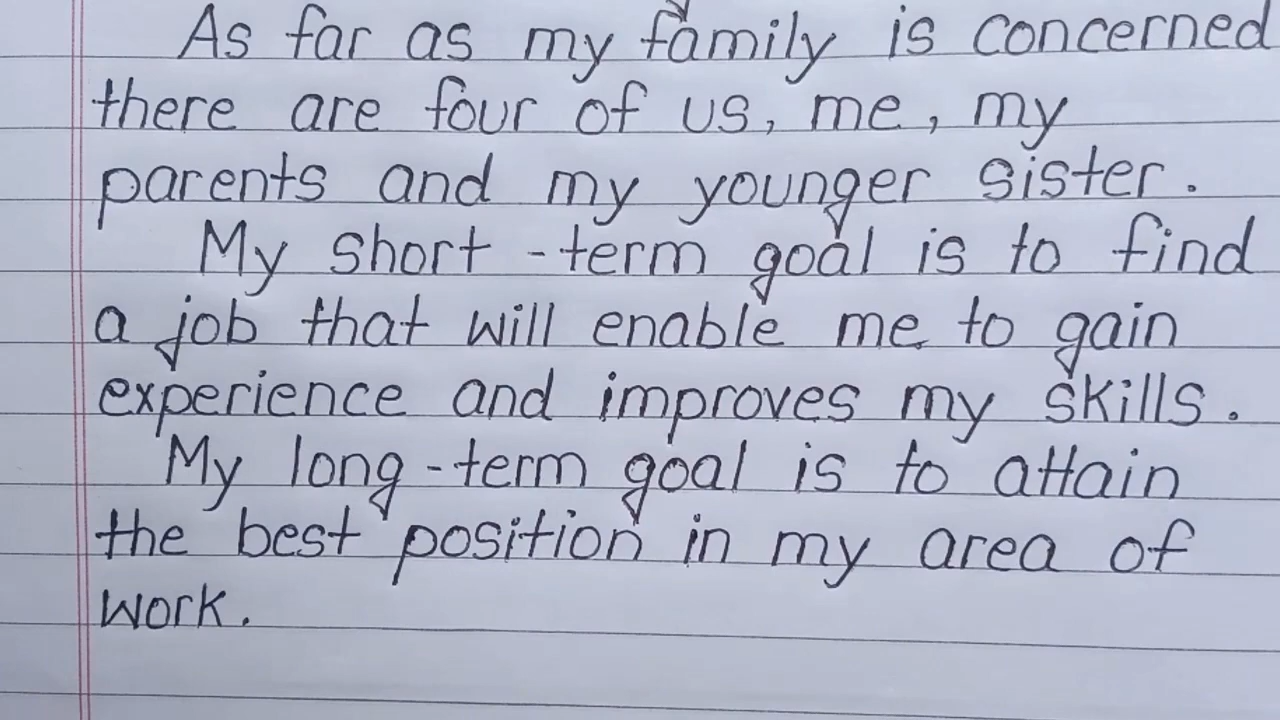 As far as my family is concerned
there are four of us, me, my
parents and my younger sister.
My short-term goal is to find
a job that will enable me to gain
experience and improves my skills.
My long-term goal is to attain
the best position in my area of
work.